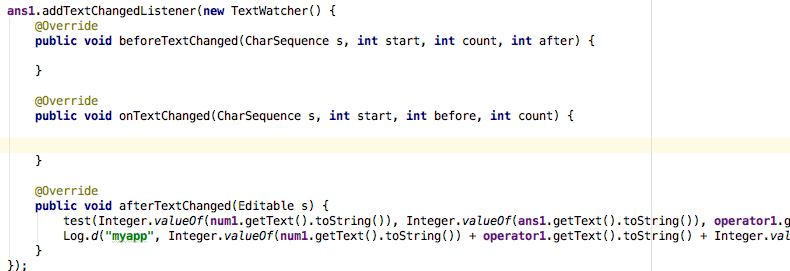 ans1.addTextChangedListener(new TextWatcher() {
@Override
public void beforeTextChanged(CharSequence s, int start, int count, int after) {
}
@Override
public void onTextChanged(CharSequence s, int start, int before, int count) {
}
@Override
public void afterTextChanged(Editable s) {
test(Integer.valueOf(num1.getText().toString()), Integer.valueOf(ans1.getText().toString()), operator1.g
Log.d("myapp", Integer.valueOf(num1.getText().toString()) + operator1.getText().toString() + Integer.val
}
});